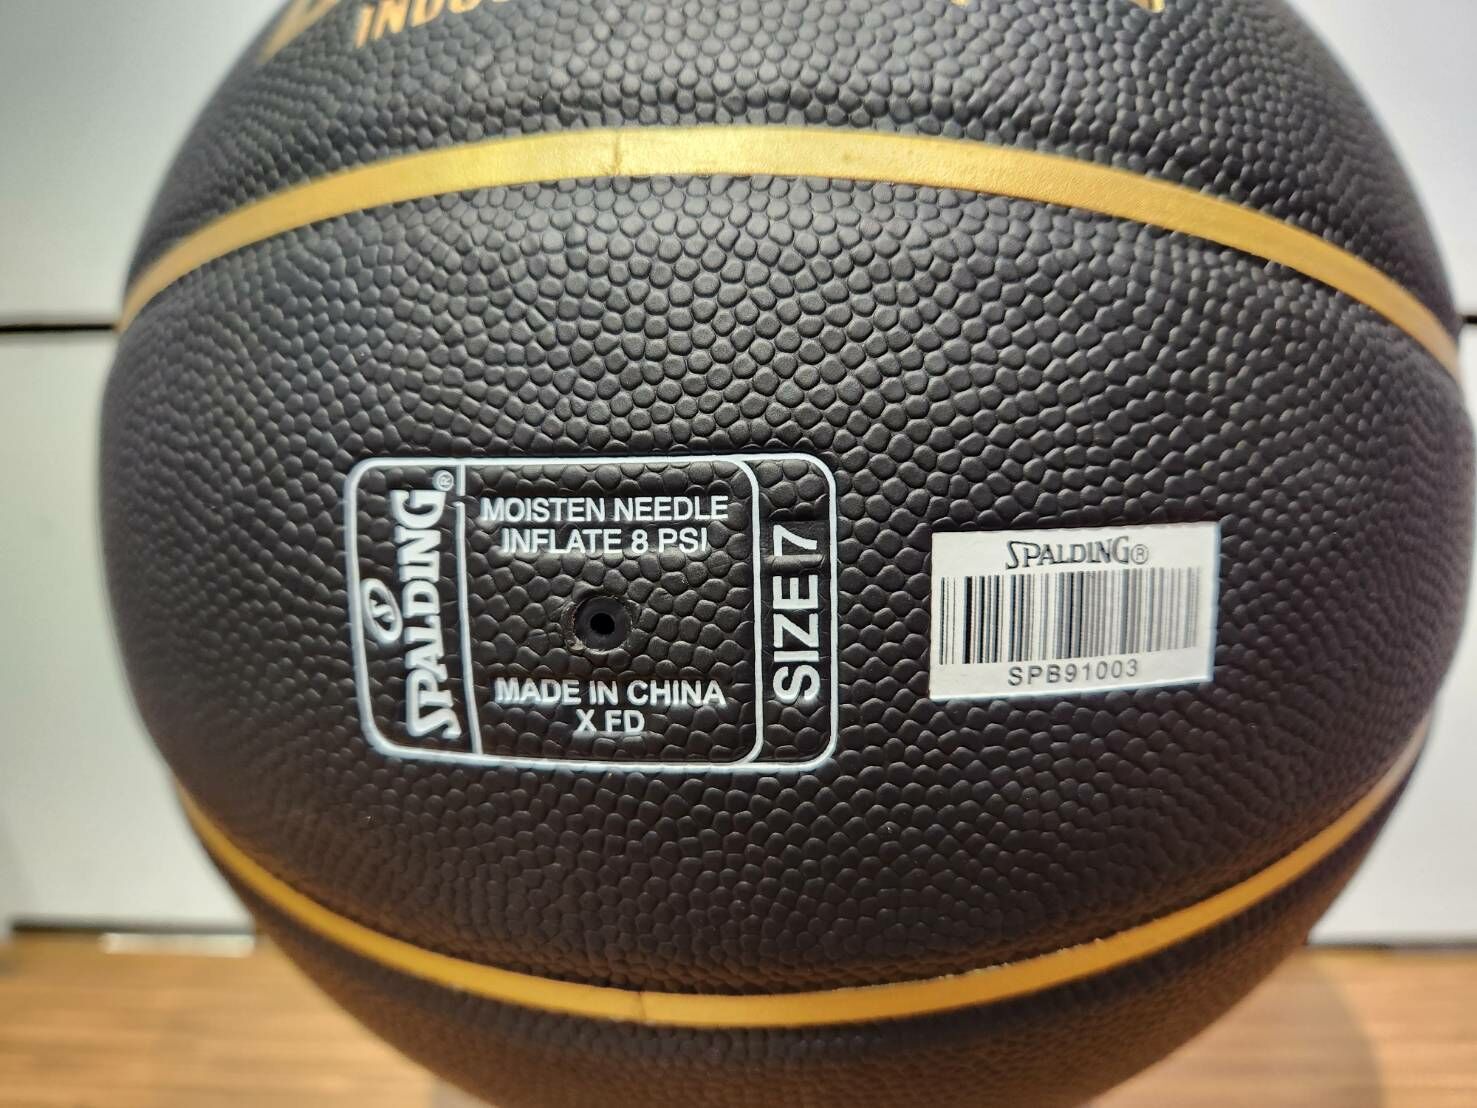 SPALDING®
MOISTEN NEEDLE
INFLATE 8 PSI
MADE IN CHINA
X FD
SIZE 7
SPALDING®
SPB91003